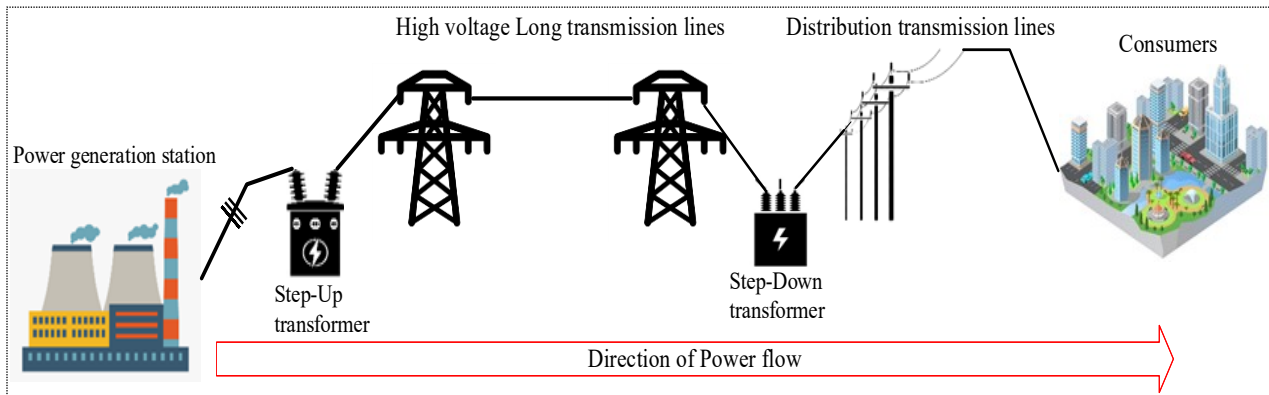 High voltage Long transmission lines
Distribution transmission lines
Consumers
Power generation station
Step-Up
transformer
Step-Down
transformer
Direction of Power flow